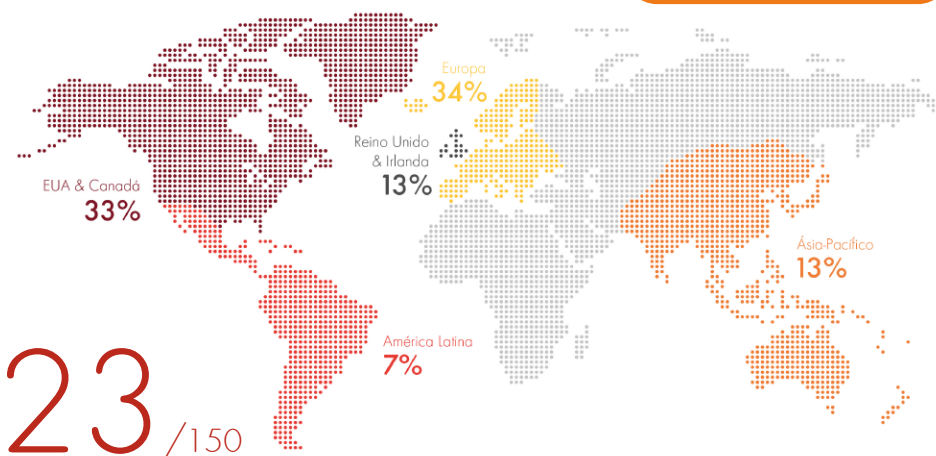 Europa
34%
Reino Unido
& Irlanda
13%
EUA & Canadá
33%
Ásia-Pacífico
13%
América Latina
7%
23/150